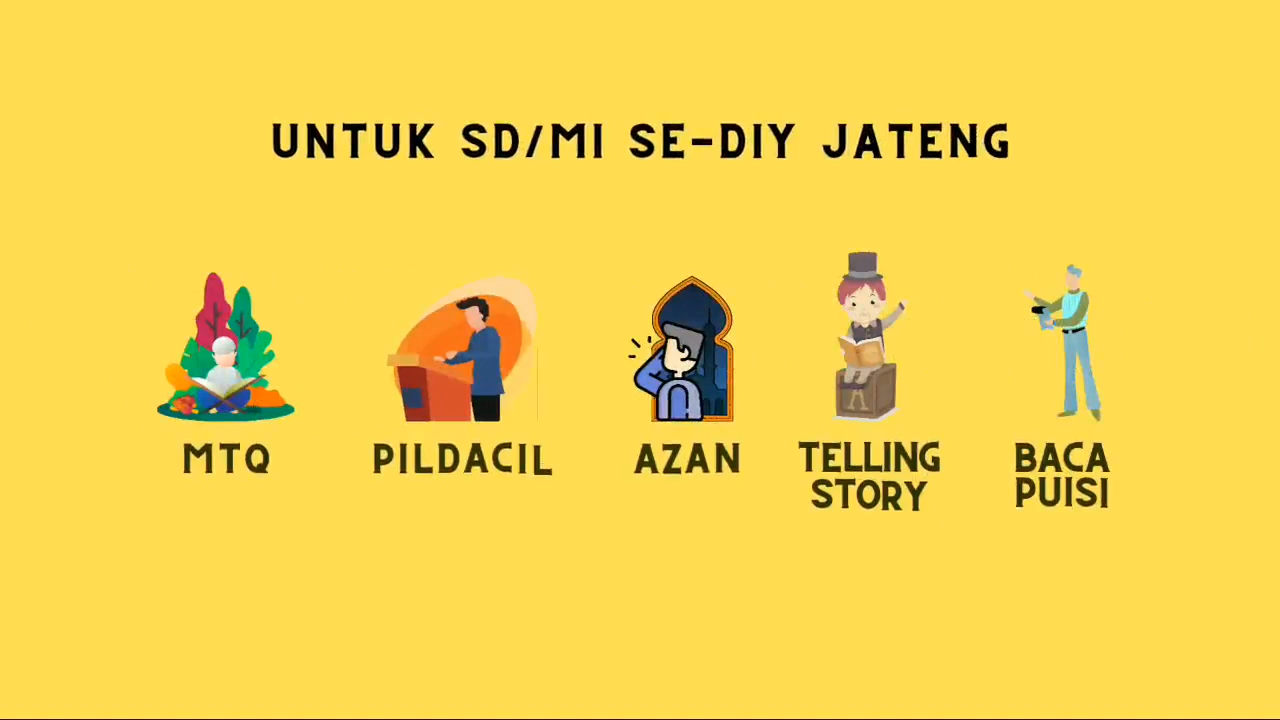 UNTUK SD/MI SE-DIY JATENG
MTQ
PILDACIL
AZAN
TELLING
STORY
BACA
PUISI